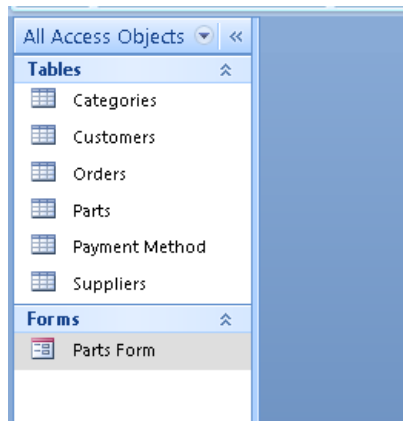 All Access Objects
Tables
Categories
Customers
Orders
Parts
Payment Method
Suppliers
Forms
Parts Form